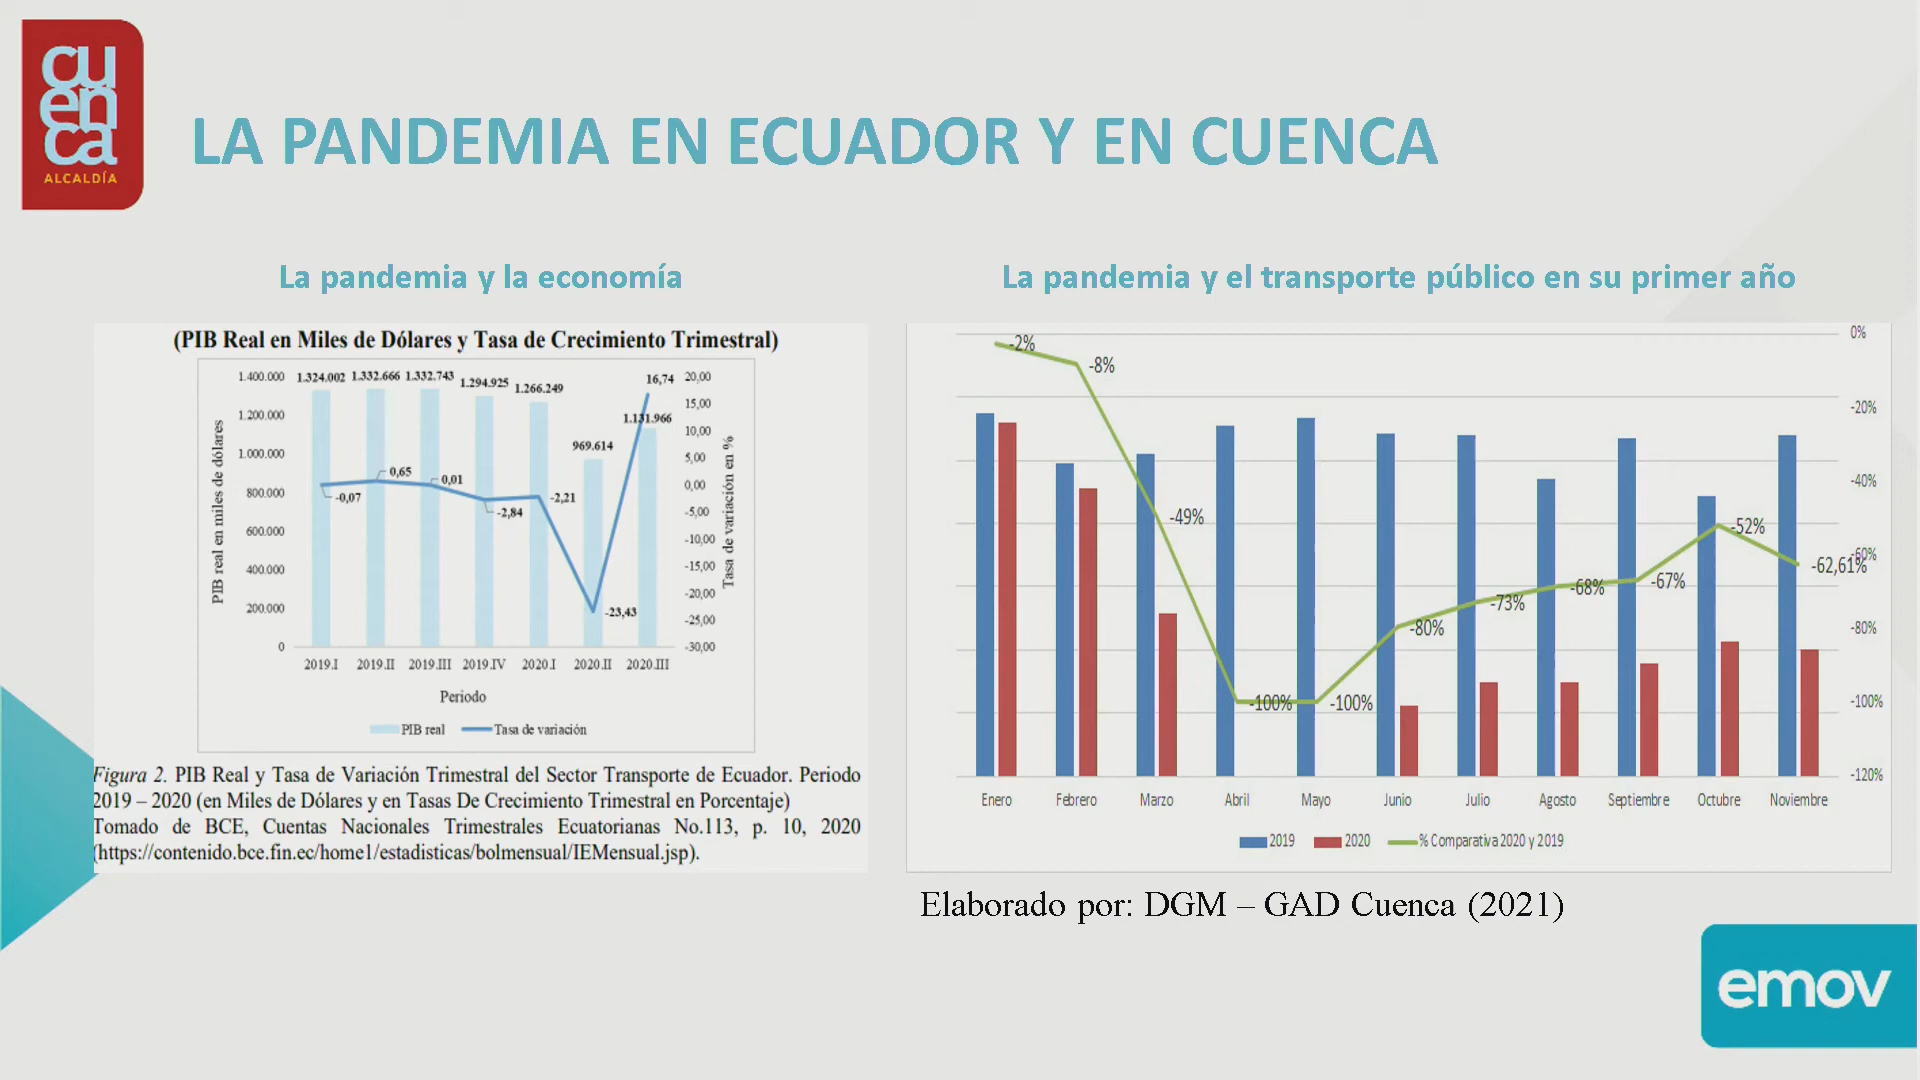 cu
en
ca
ALCALDÍA
LA PANDEMIA EN ECUADOR Y EN CUENCA
La pandemia y la economía
(PIB Real en Miles de Dólares y Tasa de Crecimiento Trimestral)
PIB real en miles de dólares
1.400.000
1.200.000
1.000.000
800.000
600.000
400.000
200.000
0
1.324.002 1.332.666 1.332.743 1.294.925 1.266.249 969.614 1.131.966
16,74
-0,07
0,65
0,01
-2,84
-2,21
-23,43
20,00
15,00
10,00
5,00
0,00
-5,00
-10,00
-15,00
-20,00
-25,00
-30,00
Tasa de variación en %
2019.I 2019.II 2019.III 2019.IV 2020.I 2020.II 2020.III
Periodo
PIB real Tasa de variación
Figura 2. PIB Real y Tasa de Variación Trimestral del Sector Transporte de Ecuador. Periodo
2019 – 2020 (en Miles de Dólares y en Tasas De Crecimiento Trimestral en Porcentaje)
Tomado de BCE, Cuentas Nacionales Trimestrales Ecuatorianas No.113, p. 10, 2020
(https://contenido.bce.fin.ec/home1/estadisticas/bolmensual/IEMensual.jsp).
La pandemia y el transporte público en su primer año
-2%
-8%
-49%
-100%
-100%
-80%
-73%
-68%
-67%
-52%
-62,61%
0%
-20%
-40%
-60%
-80%
-100%
-120%
Enero Febrero Marzo Abril Mayo Junio Julio Agosto Septiembre Octubre Noviembre
2019 2020 % Comparativa 2020 y 2019
Elaborado por: DGM – GAD Cuenca (2021)
emov